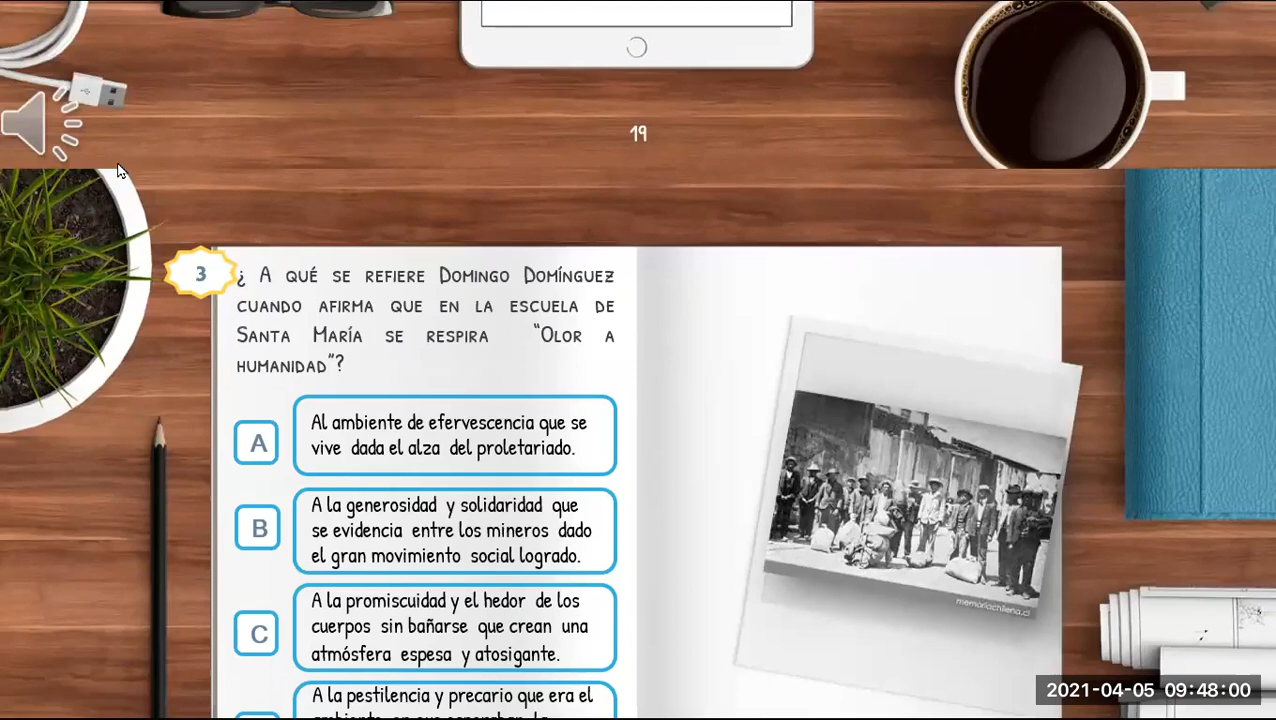 19
3
¿ A QUÉ SE REFIERE DOMINGO DOMÍNGUEZ
CUANDO AFIRMA QUE EN LA ESCUELA DE
SANTA MARÍA SE RESPIRA “OLOR A
HUMANIDAD”?
A
Al ambiente de efervescencia que se
vive dada el alza del proletariado.
B
A la generosidad y solidaridad que
se evidencia entre los mineros dado
el gran movimiento social logrado.
C
A la promiscuidad y el hedor de los
cuerpos sin bañarse que crean una
atmósfera espesa y atosigante.
A la pestilencia y precario que era el
memoriachilena.cl
2021-04-05 09:48:00